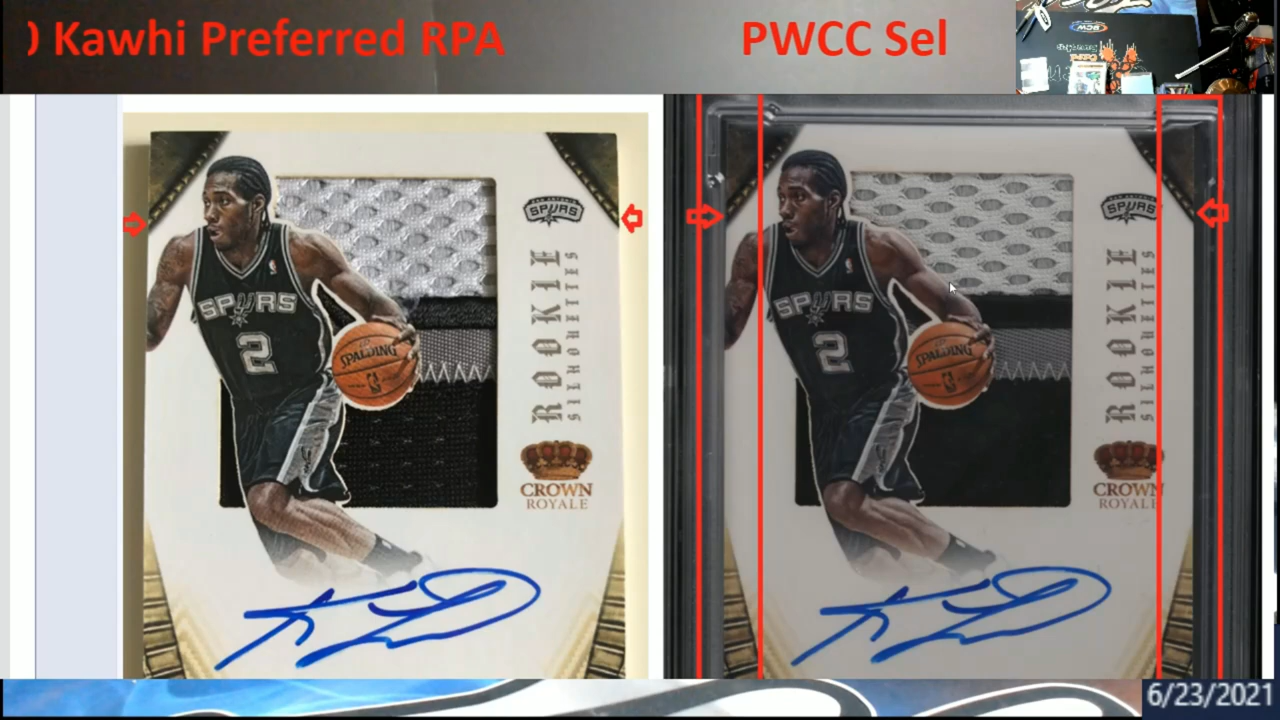 ) Kawhi Preferred RPA
PWCC Sel
SPURS
SPURS
2
SPALDING
ROOKIE
SILHOUETTES
CROWN
ROYALE
SPURS
SPURS
2
SPALDING
ROOKIE
SILHOUETTES
CROWN
ROYALE
6/23/2021